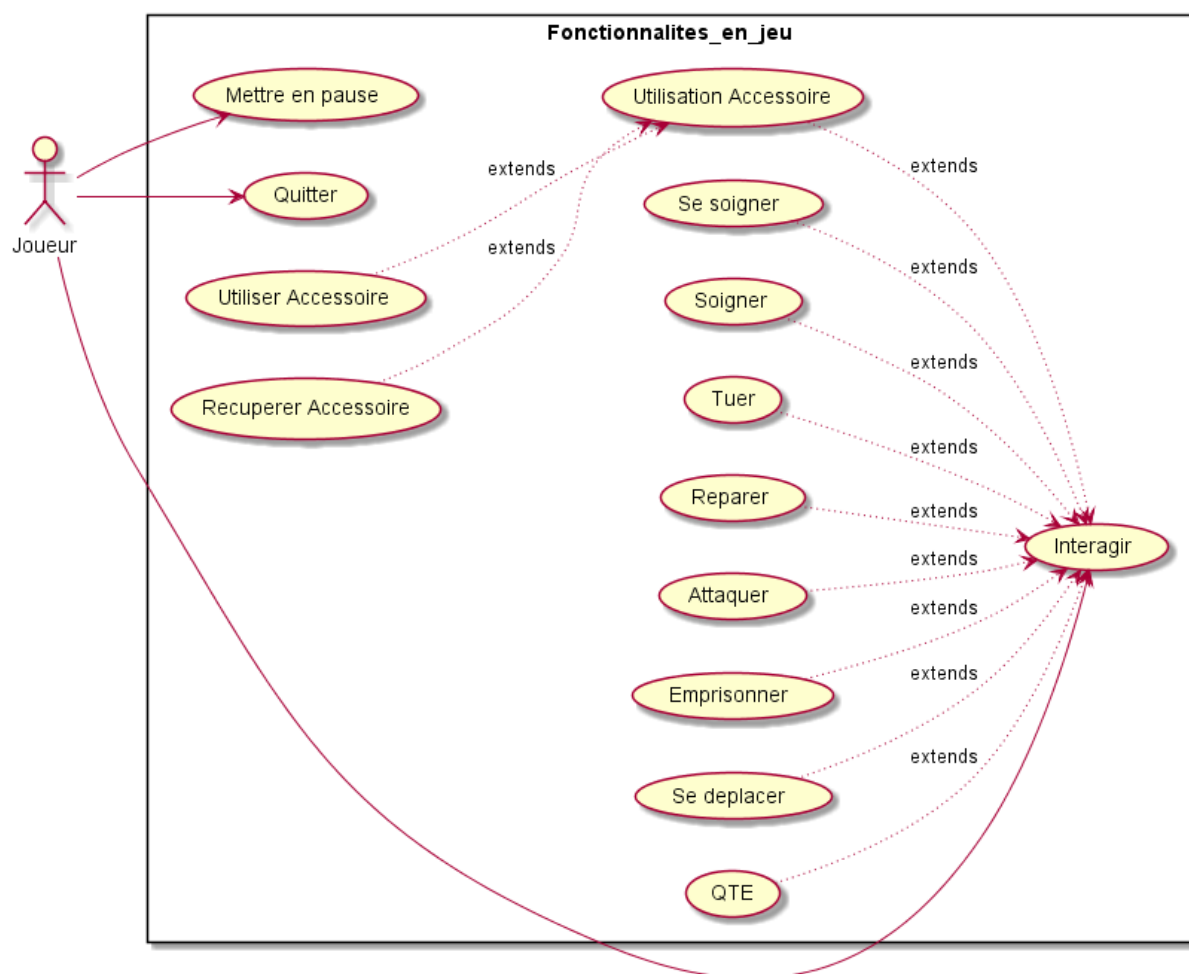 Fonctionnalites_en_jeu
Mettre en pause
Utilisation Accessoire
extends
extends
Joueur
Quitter
Se soigner
extends
extends
Utiliser Accessoire
Soigner
extends
Recuperer Accessoire
Tuer
extends
Reparer
extends
Interagir
Attaquer
extends
extends
Emprisonner
extends
Se deplacer
extends
QTE